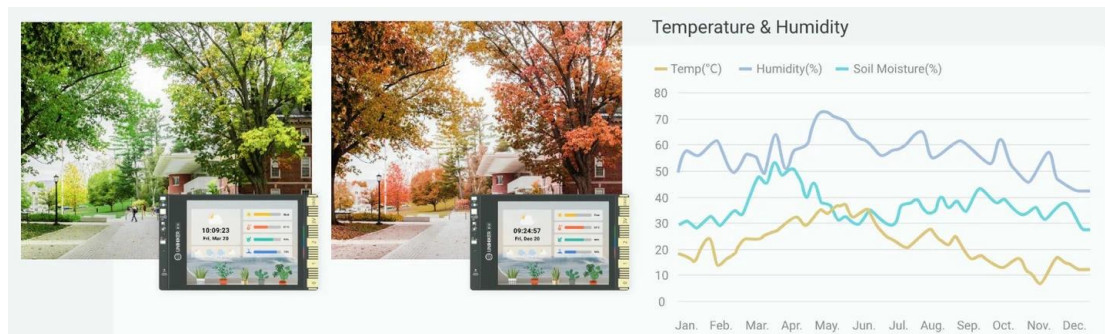 Temperature & Humidity
Temp(°C) Humidity(%) Soil Moisture(%)
80
70
60
50
40
30
20
10
0
Jan. Feb. Mar. Apr. May. Jun. Jul. Aug. Sep. Oct. Nov. Dec.
10:09:23
Fri, Mar 28
UNIHIKER
09:24:57
Fri, Dec 20
UNIHIKER